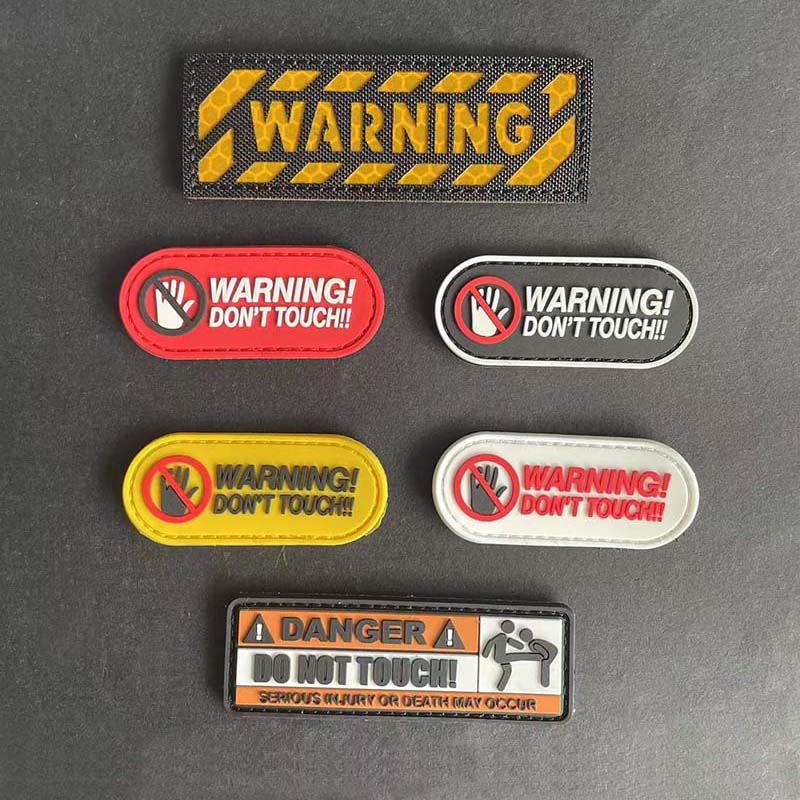 WARNING
WARNING!
DON'T TOUCH!!
WARNING!
DON'T TOUCH!!
WARNING!
DON'T TOUCH!!
WARNING!
DON'T TOUCH!!
DANGER
DO NOT TOUCH!
SERIOUS INJURY OR DEATH MAY OCCUR